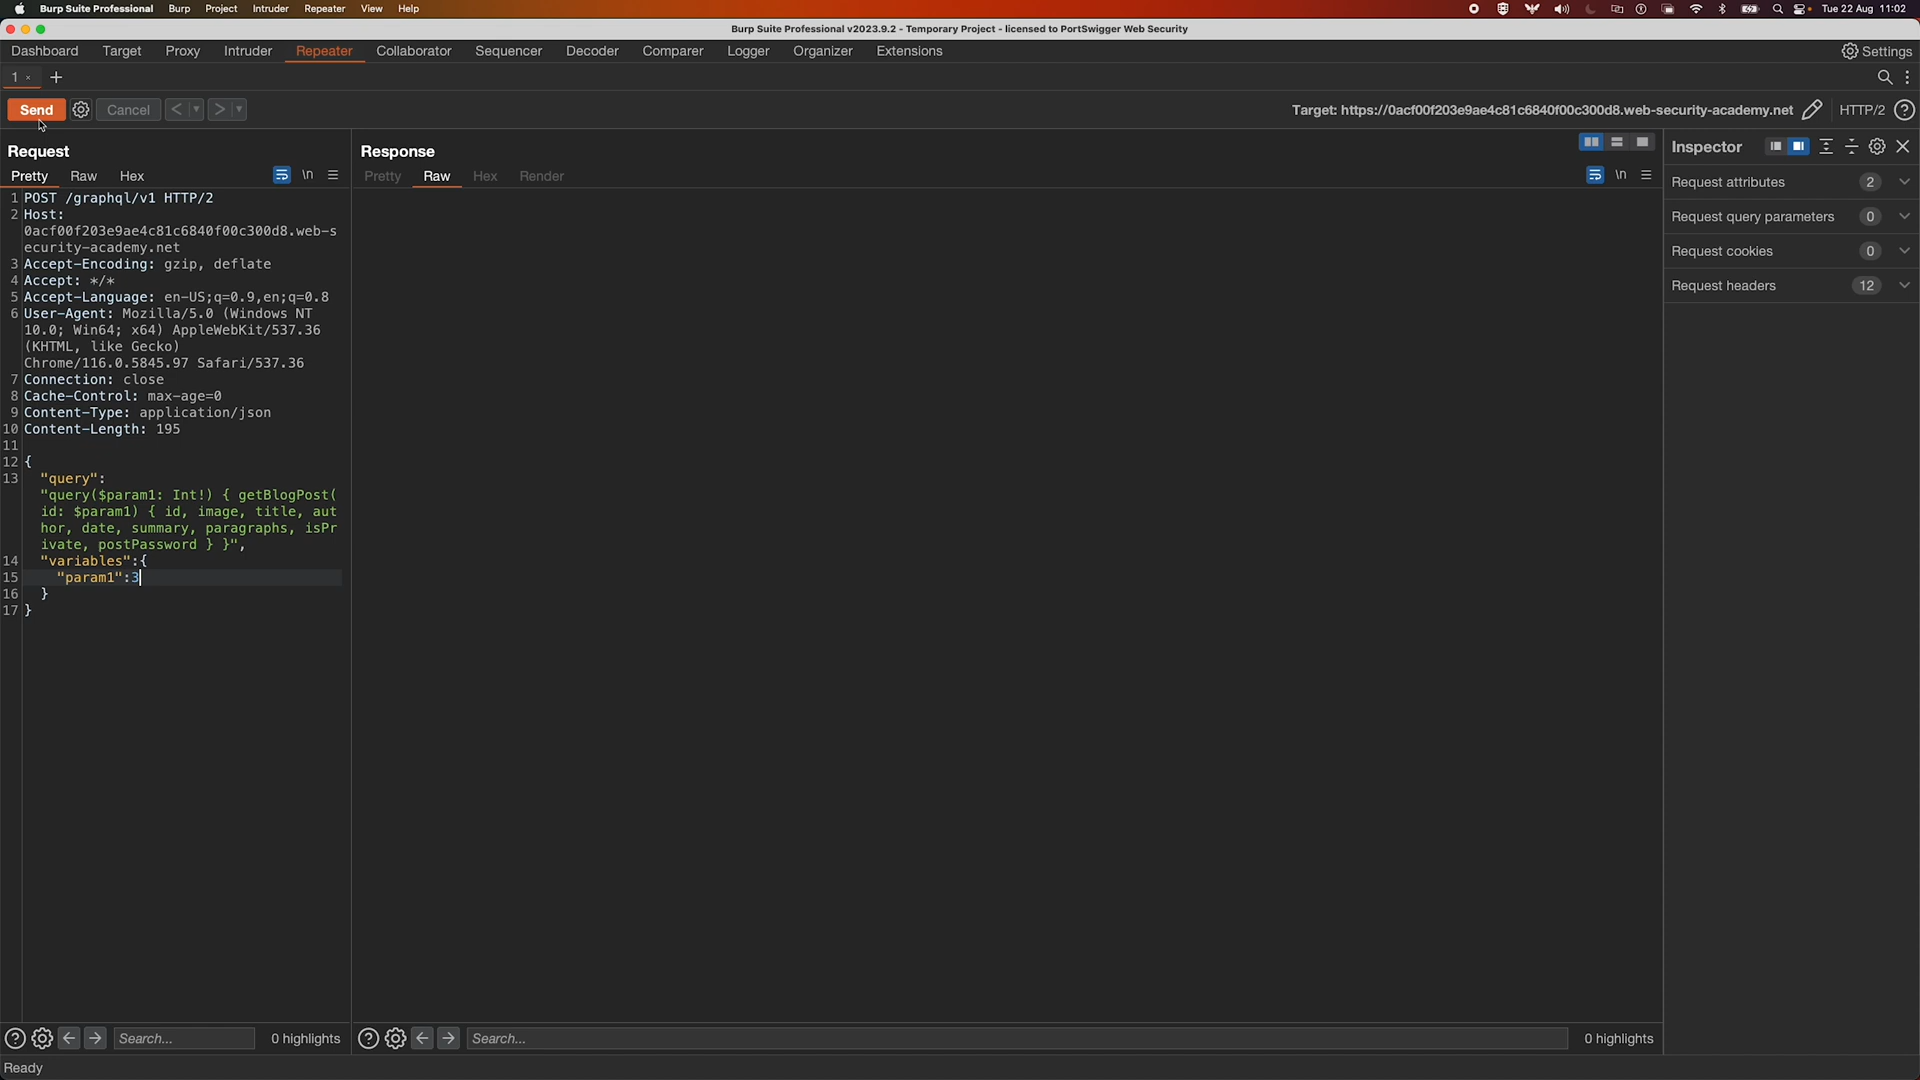 Burp Suite Professional Burp Project Intruder Repeater View Help Tue 22 Aug 11:02
Burp Suite Professional v2023.9.2 - Temporary Project - licensed to PortSwigger Web Security
Dashboard Target Proxy Intruder Repeater Collaborator Sequencer Decoder Comparer Logger Organizer Extensions Settings
1 × +
Send Cancel < > Target: https://0acf00f203e9ae4c81c6840f00c300d8.web-security-academy.net HTTP/2 ?
Request
Pretty Raw Hex \n
1 POST /graphql/v1 HTTP/2
2 Host:
0acf00f203e9ae4c81c6840f00c300d8.web-s
ecurity-academy.net
3 Accept-Encoding: gzip, deflate
4 Accept: */*
5 Accept-Language: en-US;q=0.9,en;q=0.8
6 User-Agent: Mozilla/5.0 (Windows NT
10.0; Win64; x64) AppleWebKit/537.36
(KHTML, like Gecko)
Chrome/116.0.5845.97 Safari/537.36
7 Connection: close
8 Cache-Control: max-age=0
9 Content-Type: application/json
10 Content-Length: 195
11
12 {
13 "query":
"query($param1: Int!) { getBlogPost(
id: $param1) { id, image, title, aut
hor, date, summary, paragraphs, isPr
ivate, postPassword } }",
14 "variables":{
15 "param1":3
16 }
17 }
Response
Pretty Raw Hex Render \n
Inspector
Request attributes 2
Request query parameters 0
Request cookies 0
Request headers 12
? Search... 0 highlights ? Search... 0 highlights
Ready